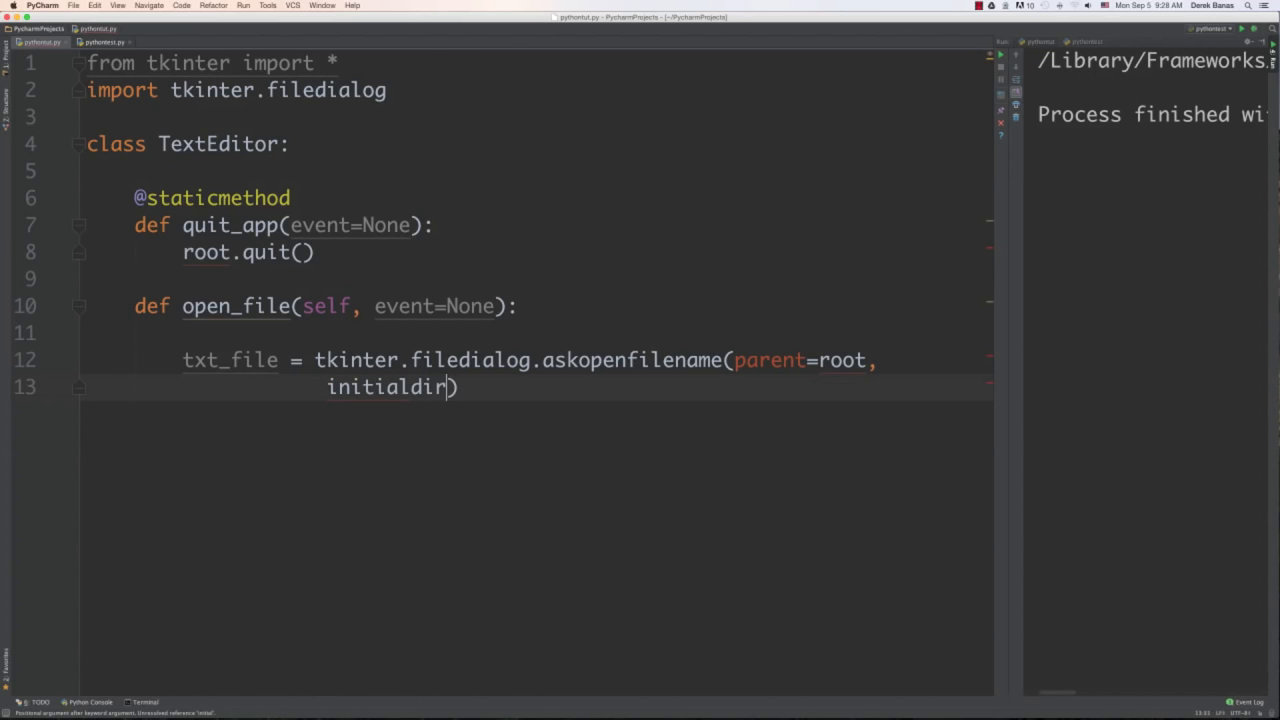 PyCharm File Edit View Navigate Code Refactor Run Tools VCS Window Help 10 Mon Sep 5 9:28 AM Derek Banas
pythontut.py - PycharmProjects - [~/PycharmProjects]
PycharmProjects pythontut.py pythontest
pythontut.py pythontest.py Run: pythontut pythontest
1 from tkinter import * /Library/Frameworks
2 import tkinter.filedialog
3 Process finished wi
4 class TextEditor:
5
6 @staticmethod
7 def quit_app(event=None):
8 root.quit()
9
10 def open_file(self, event=None):
11
12 txt_file = tkinter.filedialog.askopenfilename(parent=root,
13 initialdir)
1: Project
Z: Structure
2: Favorites
6: TODO Python Console Terminal Event Log
Positional argument after keyword argument. Unresolved reference 'initial'. 13:31 LF÷ UTF-8÷